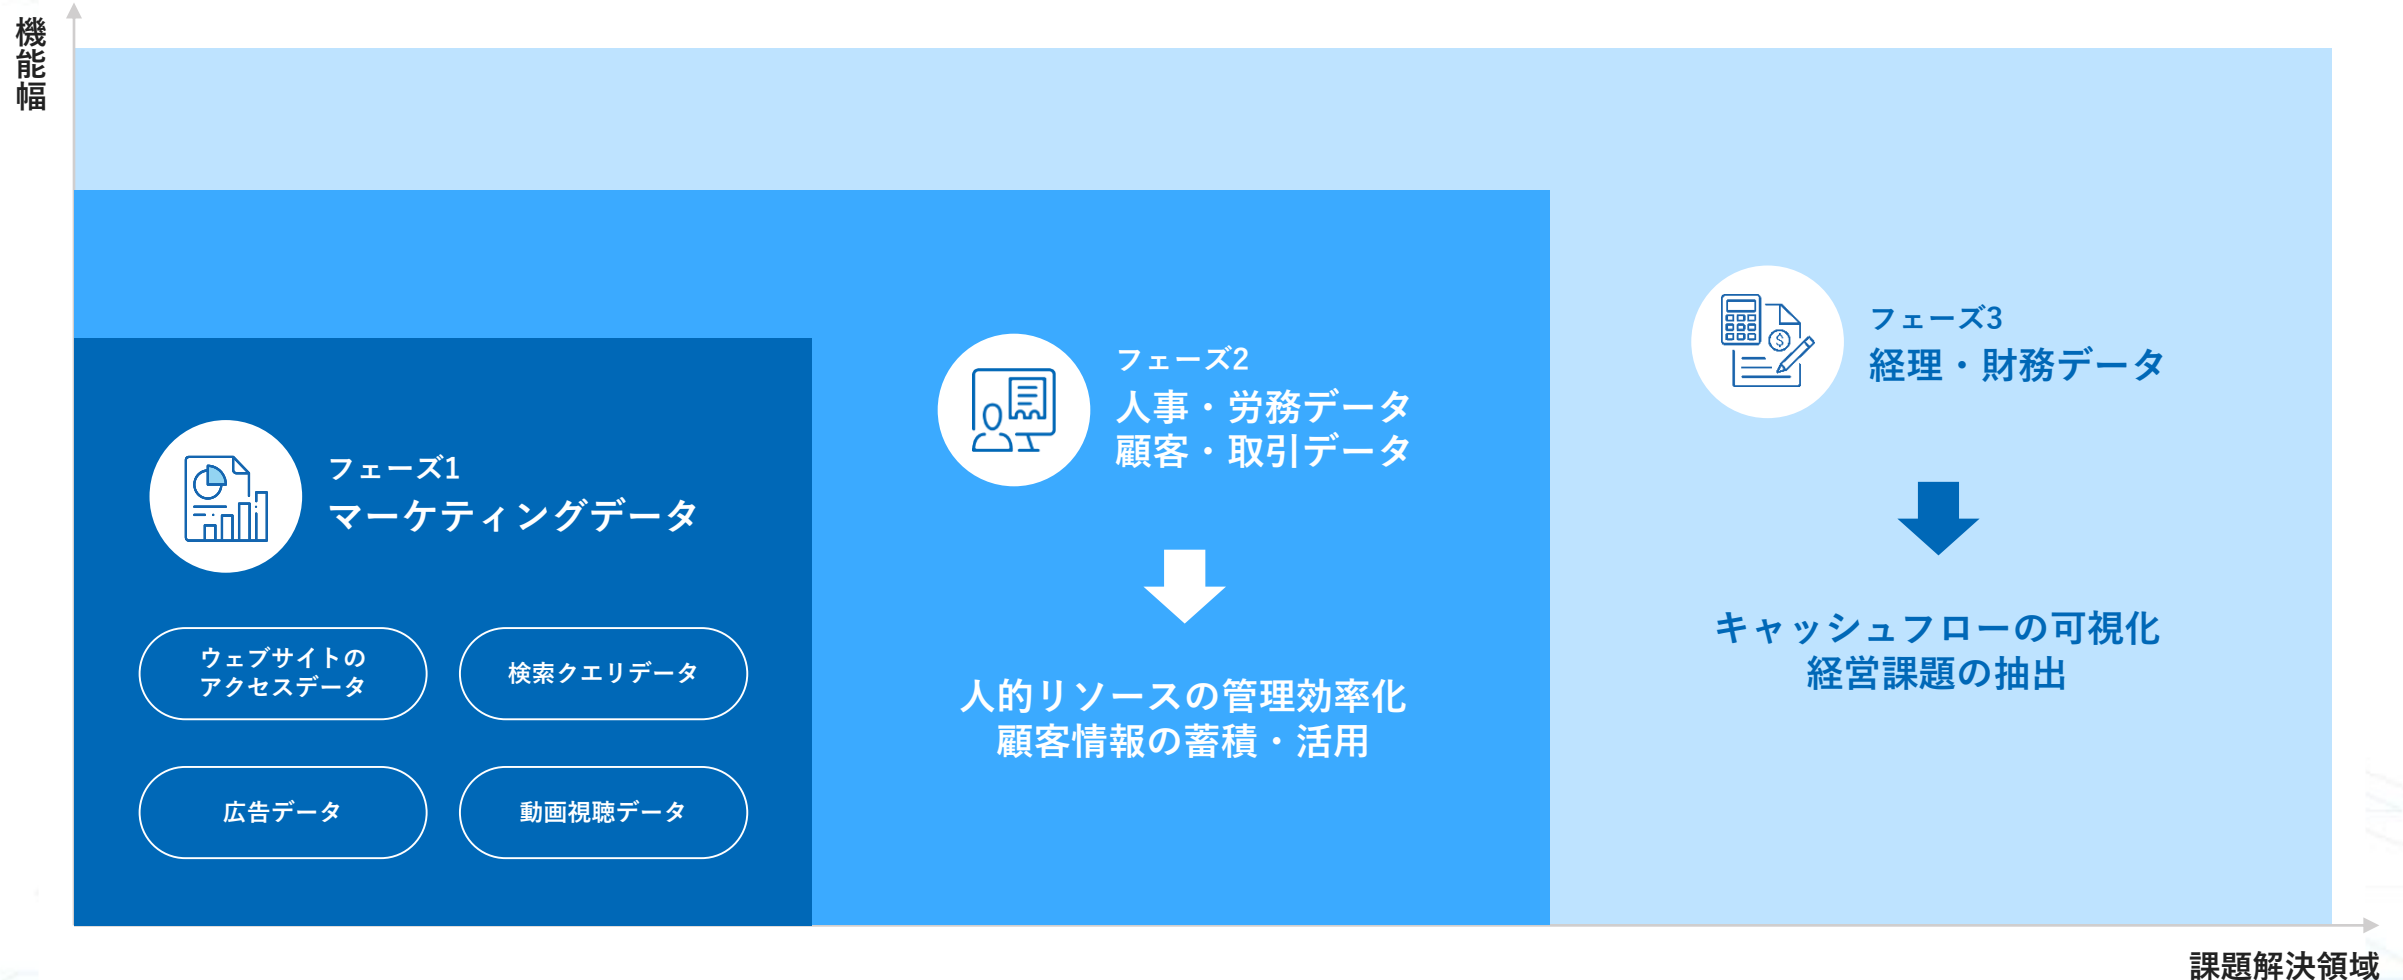 機能幅
フェーズ1
マーケティングデータ
ウェブサイトの
アクセスデータ
検索クエリデータ
広告データ
動画視聴データ
フェーズ2
人事・労務データ
顧客・取引データ
人的リソースの管理効率化
顧客情報の蓄積・活用
フェーズ3
経理・財務データ
キャッシュフローの可視化
経営課題の抽出
課題解決領域